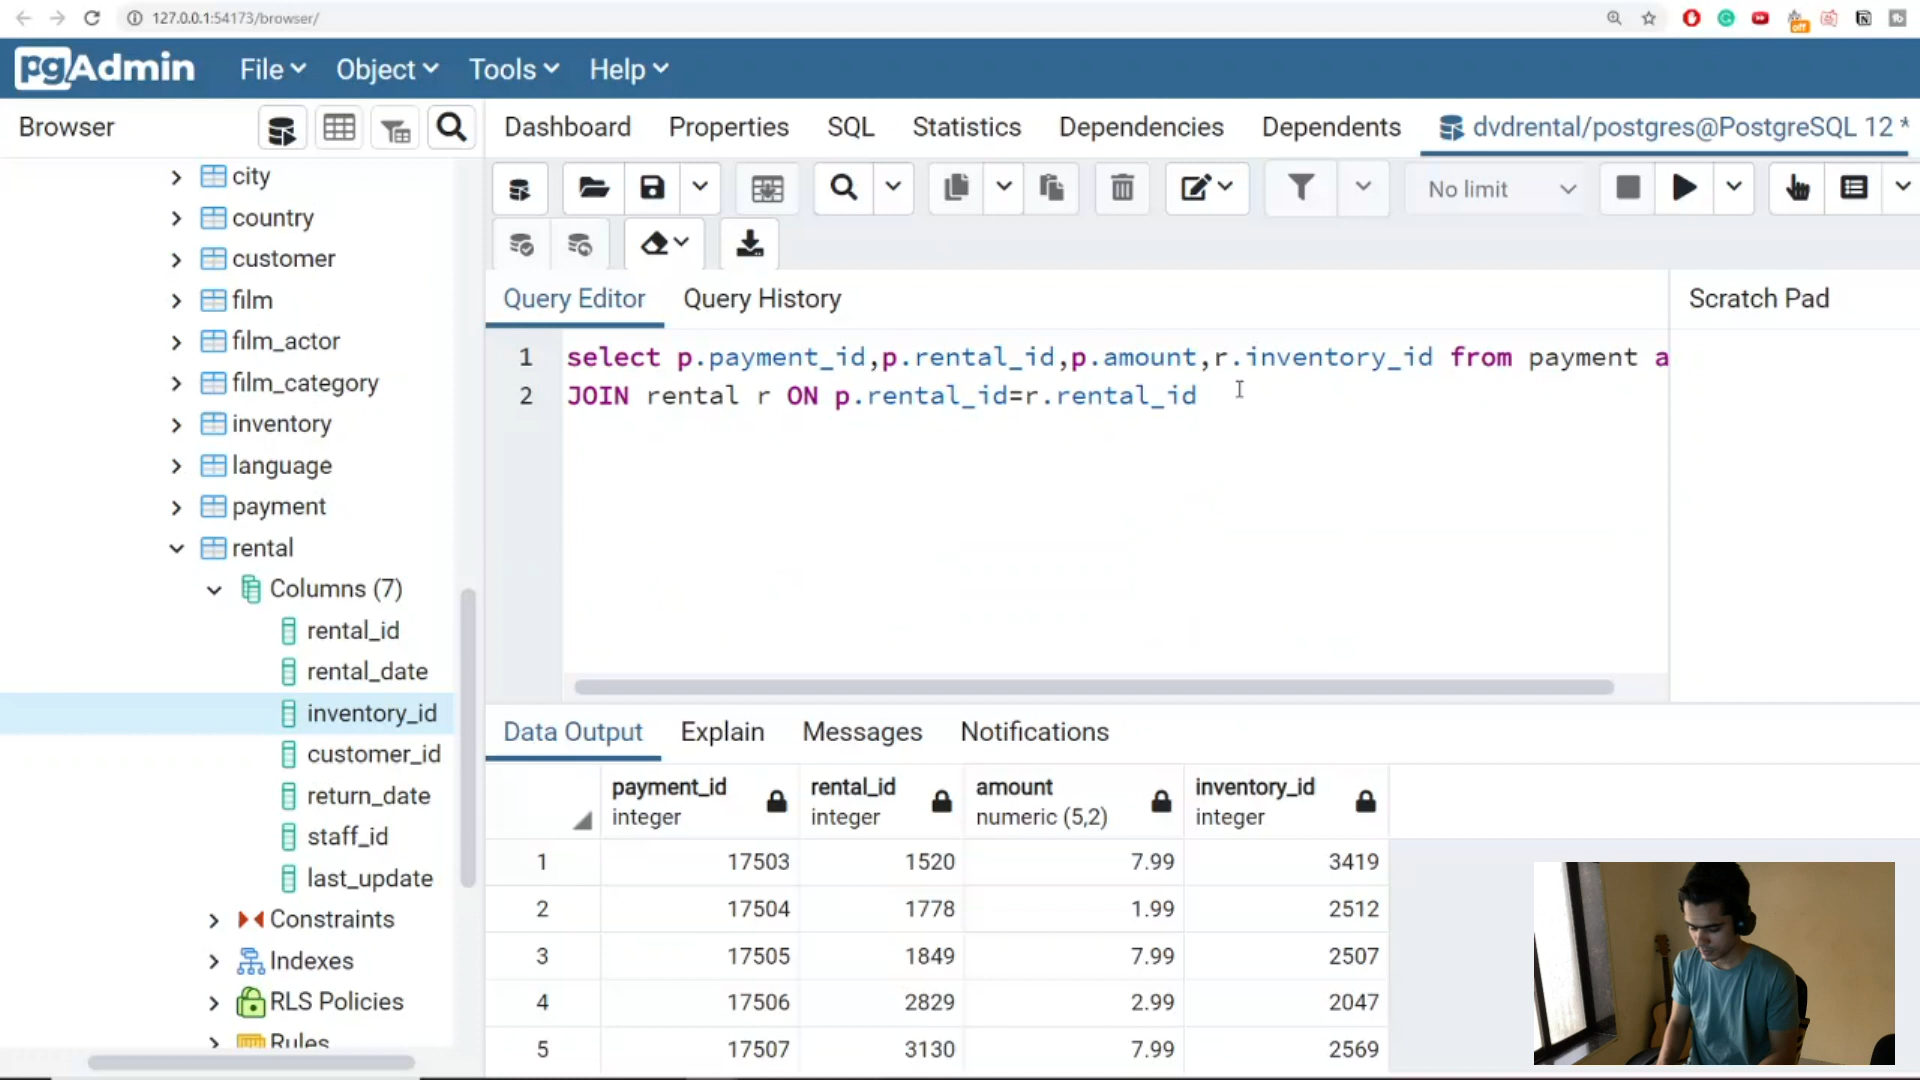 127.0.0.1:54173/browser/
off
pgAdmin
File
Object
Tools
Help
Browser
Dashboard
Properties
SQL
Statistics
Dependencies
Dependents
dvdrental/postgres@PostgreSQL 12 *
No limit
city
country
customer
film
film_actor
film_category
inventory
language
payment
rental
Columns (7)
rental_id
rental_date
inventory_id
customer_id
return_date
staff_id
last_update
Constraints
Indexes
RLS Policies
Rules
Query Editor
Query History
Scratch Pad
1 select p.payment_id,p.rental_id,p.amount,r.inventory_id from payment a
2 JOIN rental r ON p.rental_id=r.rental_id
Data Output
Explain
Messages
Notifications
payment_id integer
rental_id integer
amount numeric (5,2)
inventory_id integer
1 17503 1520 7.99 3419
2 17504 1778 1.99 2512
3 17505 1849 7.99 2507
4 17506 2829 2.99 2047
5 17507 3130 7.99 2569